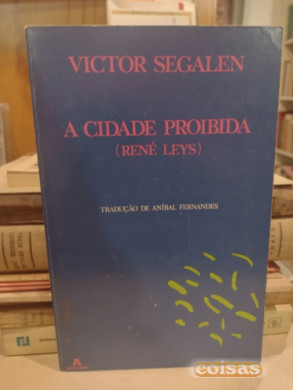 VICTOR SEGALEN
A CIDADE PROIBIDA
(RENÉ LEYS)
TRADUÇÃO DE ANÍBAL FERNANDES
coisas